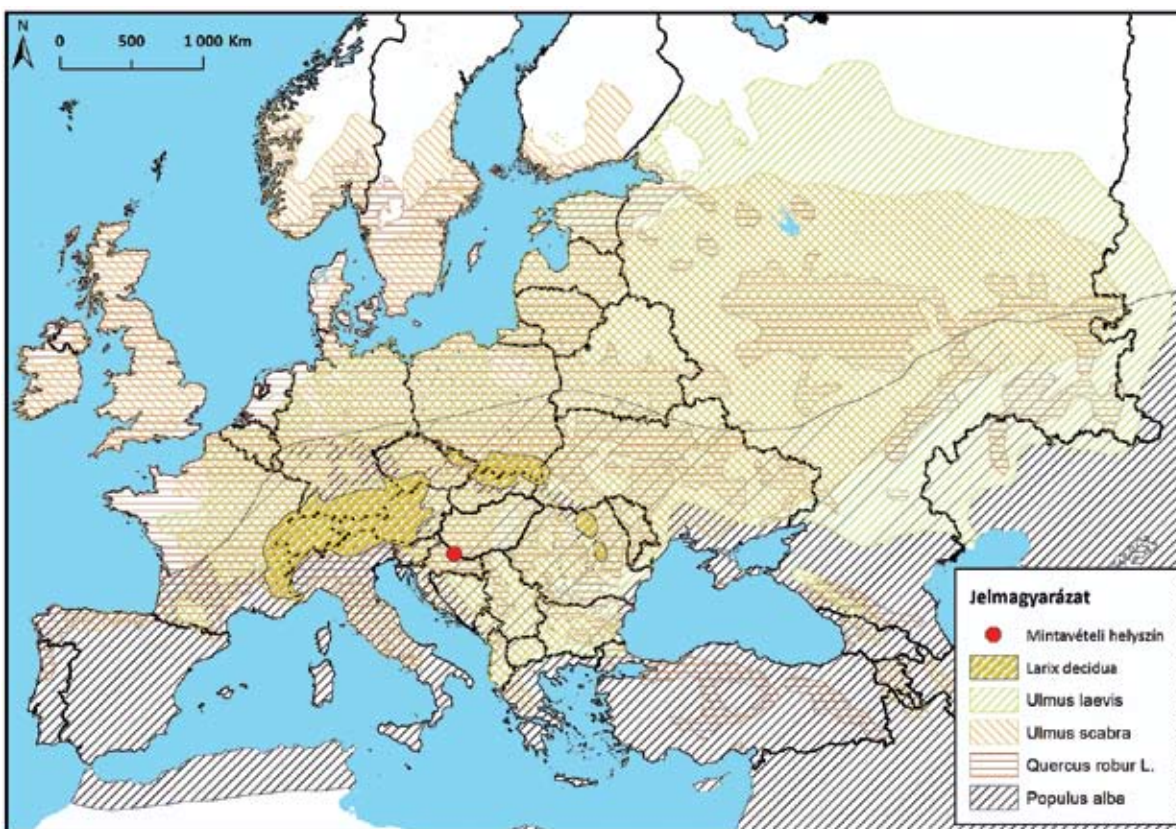 N
0 500 1 000 Km
Jelmagyarázat
Mintavételi helyszín
Larix decidua
Ulmus laevis
Ulmus scabra
Quercus robur L.
Populus alba